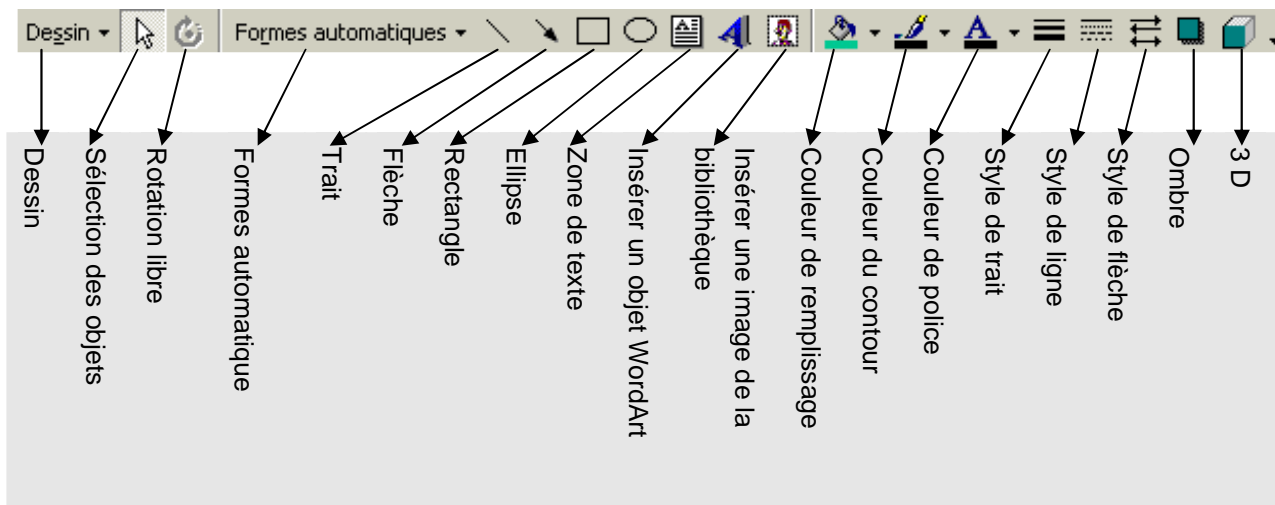 Dessin
Formes automatiques
Dessin
Sélection des objets
Rotation libre
Formes automatique
Trait
Flèche
Rectangle
Ellipse
Zone de texte
Insérer un objet WordArt
Insérer une image de la
bibliothèque
Couleur de remplissage
Couleur du contour
Couleur de police
Style de trait
Style de ligne
Style de flèche
Ombre
3 D